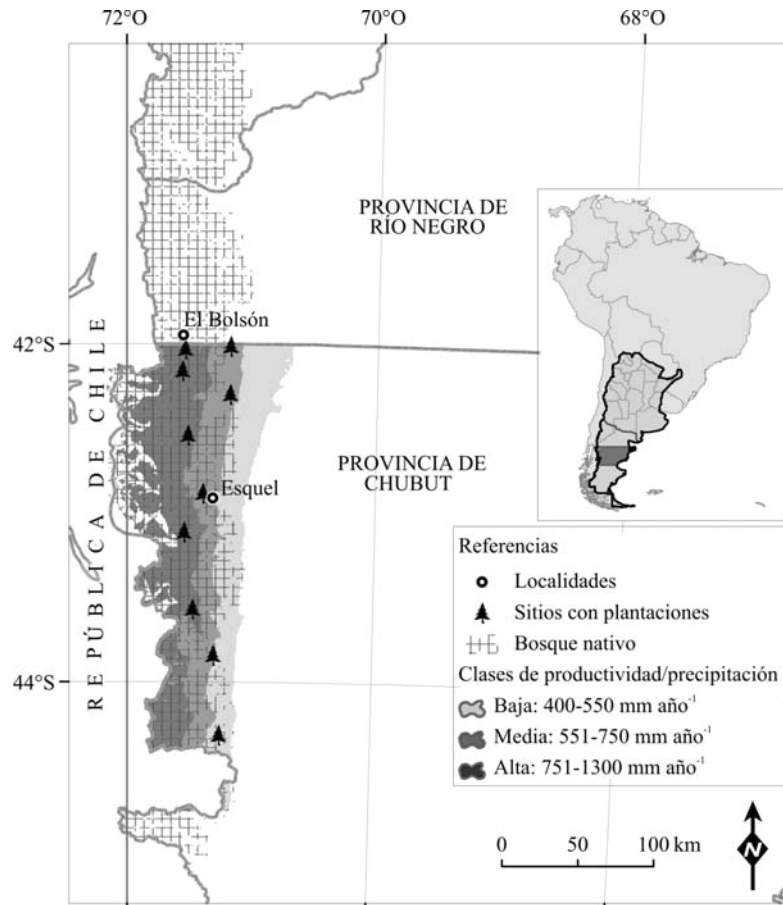 72°O
70°O
68°O
PROVINCIA DE
RÍO NEGRO
El Bolsón
42°S
PROVINCIA DE
CHUBUT
Esquel
REPÚBLICA DE CHILE
44°S
Referencias
Localidades
Sitios con plantaciones
Bosque nativo
Clases de productividad/precipitación
Baja: 400-550 mm año⁻¹
Media: 551-750 mm año⁻¹
Alta: 751-1300 mm año⁻¹
0 50 100 km
N